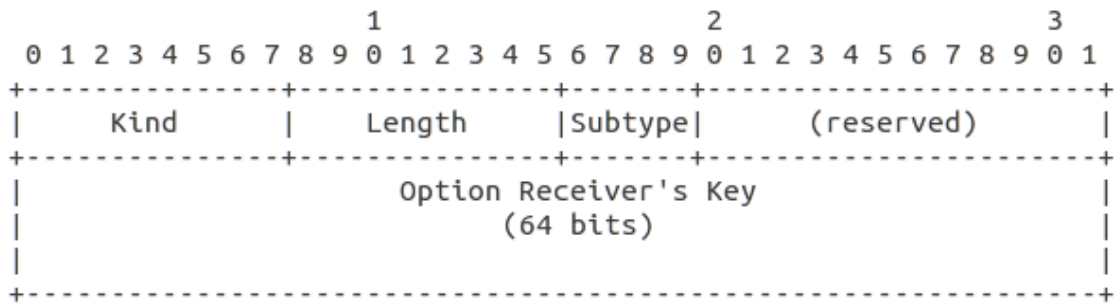 1                   2                   3
 0 1 2 3 4 5 6 7 8 9 0 1 2 3 4 5 6 7 8 9 0 1 2 3 4 5 6 7 8 9 0 1
+---------------+---------------+-------+-----------------------+
|     Kind      |    Length     |Subtype|      (reserved)       |
+---------------+---------------+-------+-----------------------+
|                      Option Receiver's Key                    |
|                            (64 bits)                          |
|                                                               |
+---------------------------------------------------------------+